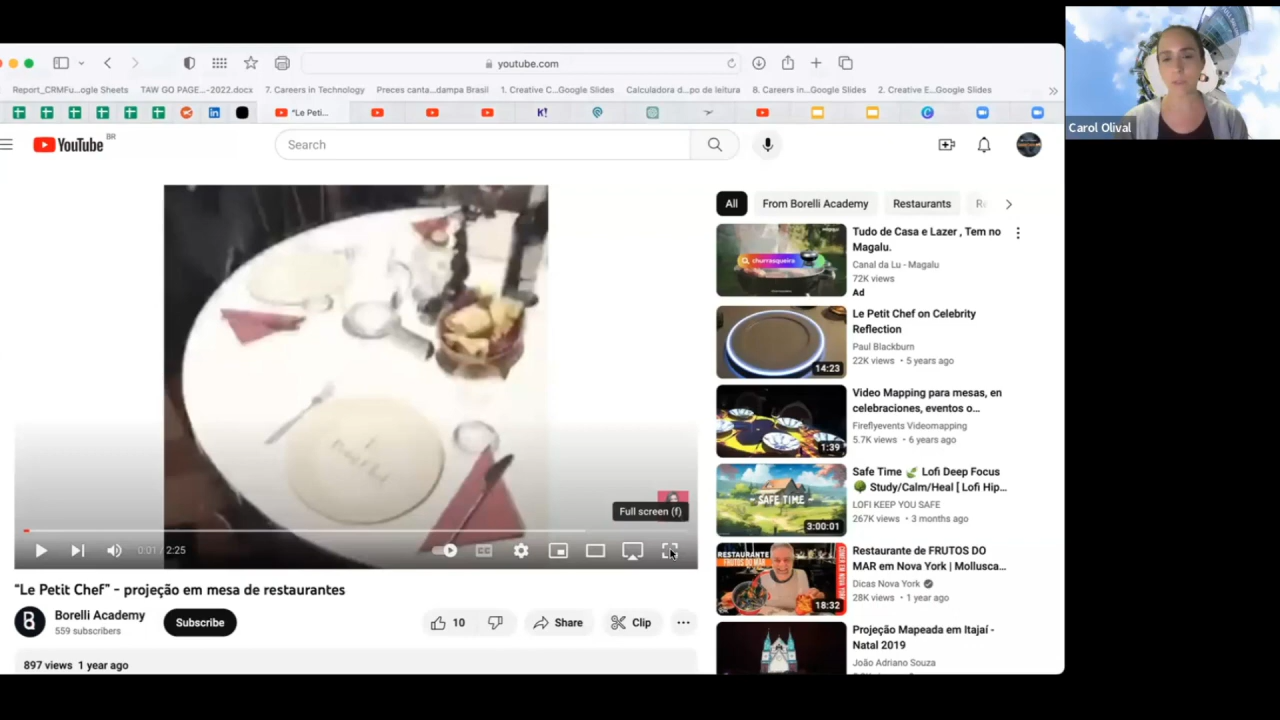 youtube.com
Report_CRMFu...ogle Sheets
TAW GO PAGE...-2022.docx
7. Careers in Technology
Preces canta...dampa Brasil
1. Creative C...Google Slides
Calculadora d...po de leitura
8. Careers in...Google Slides
2. Creative E...Google Slides
"Le Peti...
K!
YouTube BR
Search
Carol Olival
Full screen (f)
0:01 / 2:25
CC
"Le Petit Chef" - projeção em mesa de restaurantes
B
Borelli Academy
559 subscribers
Subscribe
10
Share
Clip
897 views 1 year ago
All
From Borelli Academy
Restaurants
churrasqueira
Tudo de Casa e Lazer , Tem no
Magalu.
Canal da Lu - Magalu
72K views
Ad
14:23
Le Petit Chef on Celebrity
Reflection
Paul Blackburn
22K views • 5 years ago
1:39
Video Mapping para mesas, en
celebraciones, eventos o...
Fireflyevents Videomapping
5.7K views • 6 years ago
- SAFE TIME -
3:00:01
Safe Time 🌿 Lofi Deep Focus
🌳 Study/Calm/Heal [ Lofi Hip...
LOFI KEEP YOU SAFE
267K views • 3 months ago
RESTAURANTE
FRUTOS DO MAR
18:32
Restaurante de FRUTOS DO
MAR em Nova York | Mollusca...
Dicas Nova York
28K views • 1 year ago
Projeção Mapeada em Itajaí -
Natal 2019
João Adriano Souza